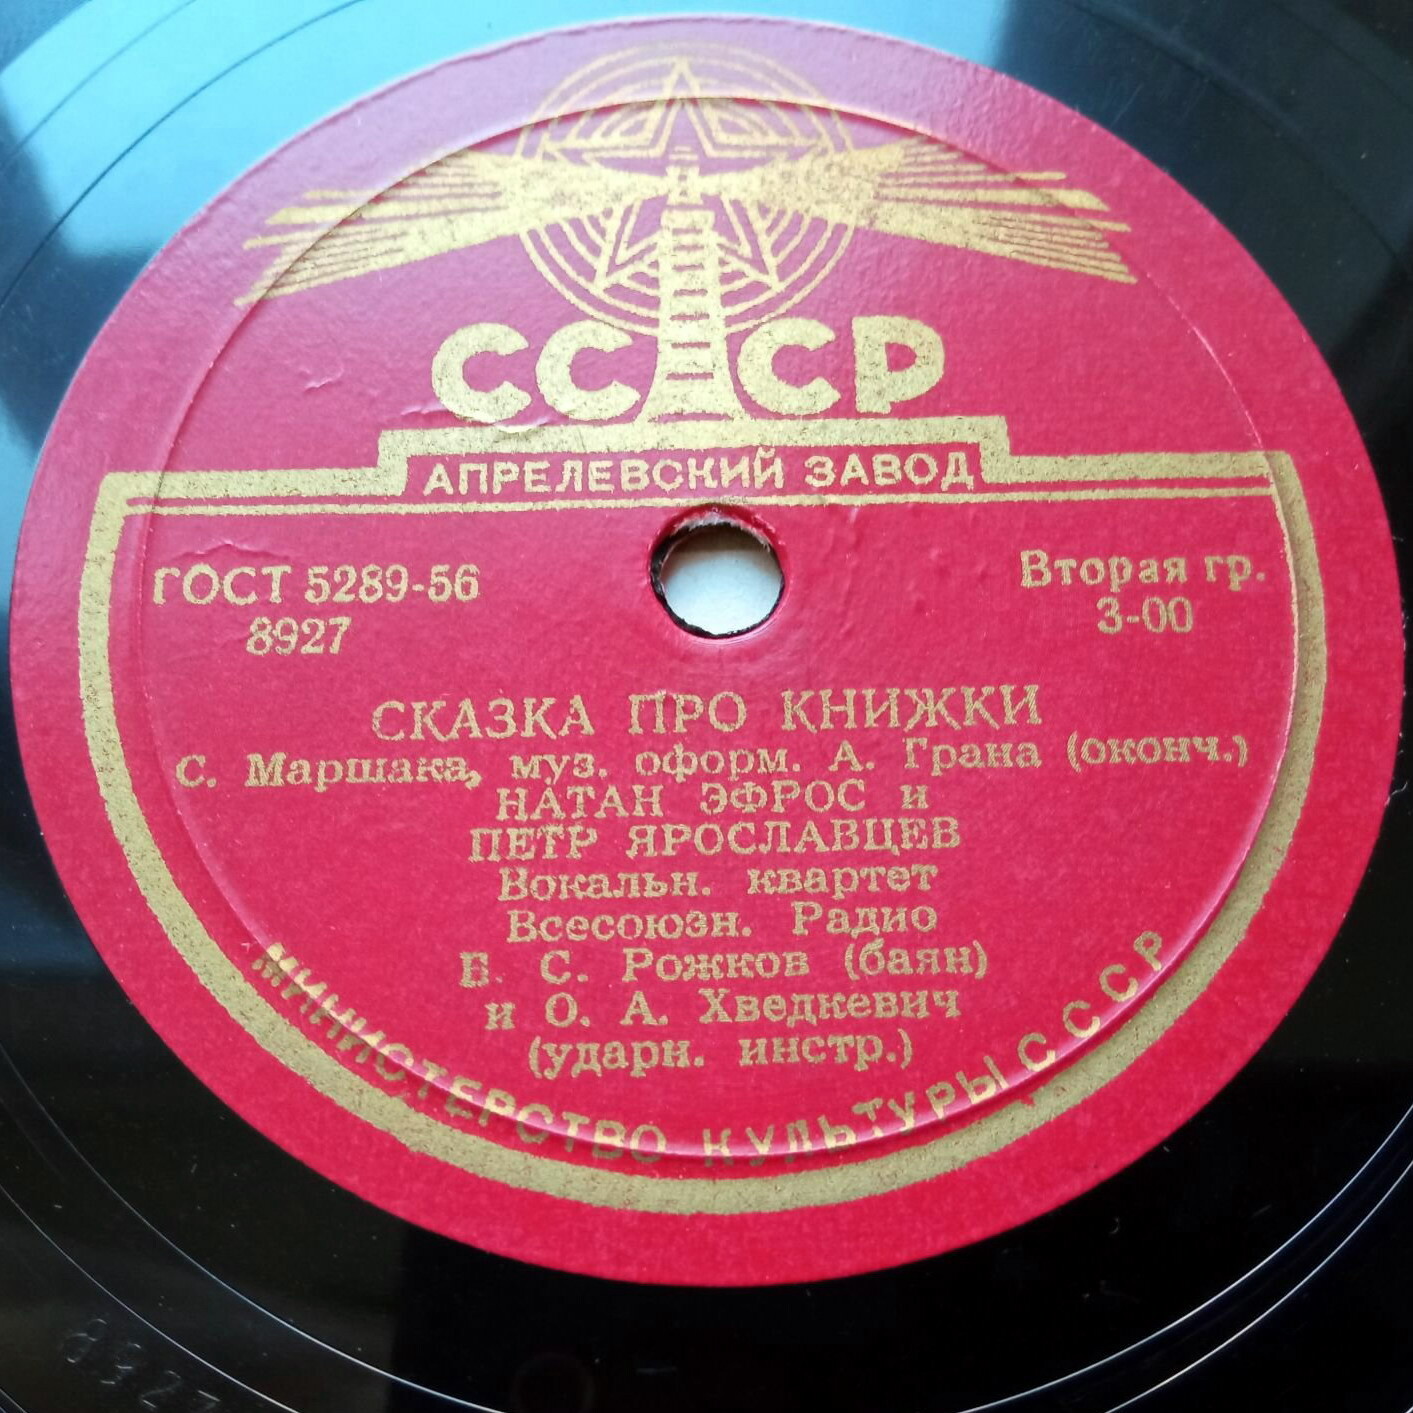 СССР
АПРЕЛЕВСКИЙ ЗАВОД
ГОСТ 5289-56
8927
Вторая гр.
3-00
СКАЗКА ПРО КНИЖКИ
С. Маршака, муз. оформ. А. Грана (оконч.)
НАТАН ЭФРОС и
ПЕТР ЯРОСЛАВЦЕВ
Вокальн. квартет
Всесоюзн. Радио
С. Рожков (баян)
и О. А. Хведкевич
(ударн. инстр.)
МИНИСТЕРСТВО КУЛЬТУРЫ СССР